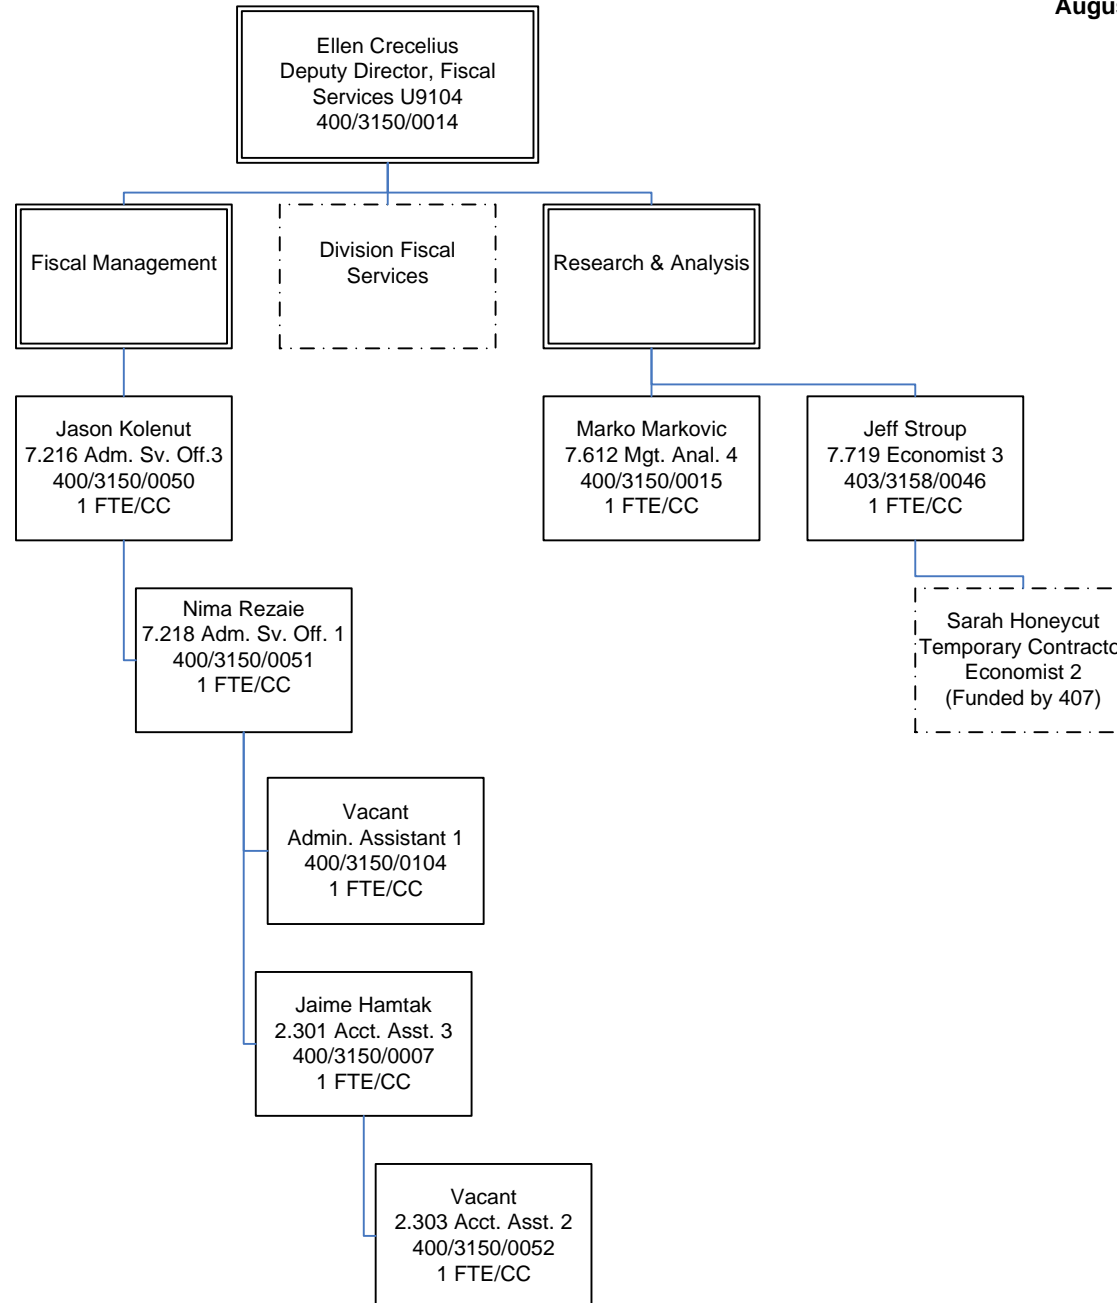 Ellen Crecelius
Deputy Director, Fiscal
Services U9104
400/3150/0014
Fiscal Management
Division Fiscal
Services
Research & Analysis
Jason Kolenut
7.216 Adm. Sv. Off.3
400/3150/0050
1 FTE/CC
Marko Markovic
7.612 Mgt. Anal. 4
400/3150/0015
1 FTE/CC
Jeff Stroup
7.719 Economist 3
403/3158/0046
1 FTE/CC
Nima Rezaie
7.218 Adm. Sv. Off. 1
400/3150/0051
1 FTE/CC
Sarah Honeycut
Temporary
Economist 2
(Funded by 407)
Vacant
Admin. Assistant 1
400/3150/0104
1 FTE/CC
Jaime Hamtak
2.301 Acct. Asst. 3
400/3150/0007
1 FTE/CC
Vacant
2.303 Acct. Asst. 2
400/3150/0052
1 FTE/CC